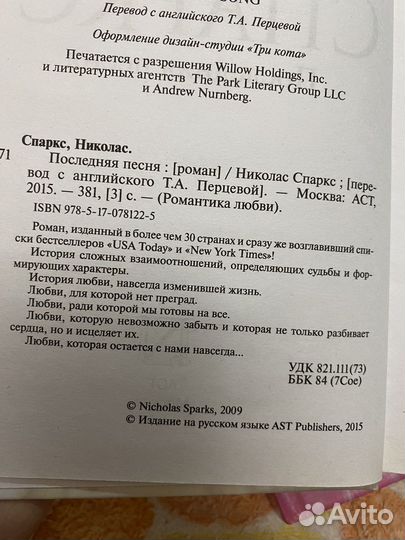 SONG
Перевод с английского Т.А. Перцевой
Оформление дизайн-студии «Три кота»
Печатается с разрешения Willow Holdings, Inc.
и литературных агентств The Park Literary Group LLC
и Andrew Nurnberg.
Спаркс, Николас.
71
Последняя песня : [роман] / Николас Спаркс ; [пере-
вод с английского Т.А. Перцевой]. — Москва: АСТ,
2015. — 381, [3] с. — (Романтика любви).
ISBN 978-5-17-078122-5
Роман, изданный в более чем 30 странах и сразу же возглавивший спи-
ски бестселлеров «USA Today» и «New York Times»!
История сложных взаимоотношений, определяющих судьбы и фор-
мирующих характеры.
История любви, навсегда изменившей жизнь.
Любви, для которой нет преград.
Любви, ради которой мы готовы на все.
Любви, которую невозможно забыть и которая не только разбивает
сердца, но и исцеляет их.
Любви, которая остается с нами навсегда...
УДК 821.111(73)
ББК 84 (7Сое)
© Nicholas Sparks, 2009
© Издание на русском языке AST Publishers, 2015
Avito